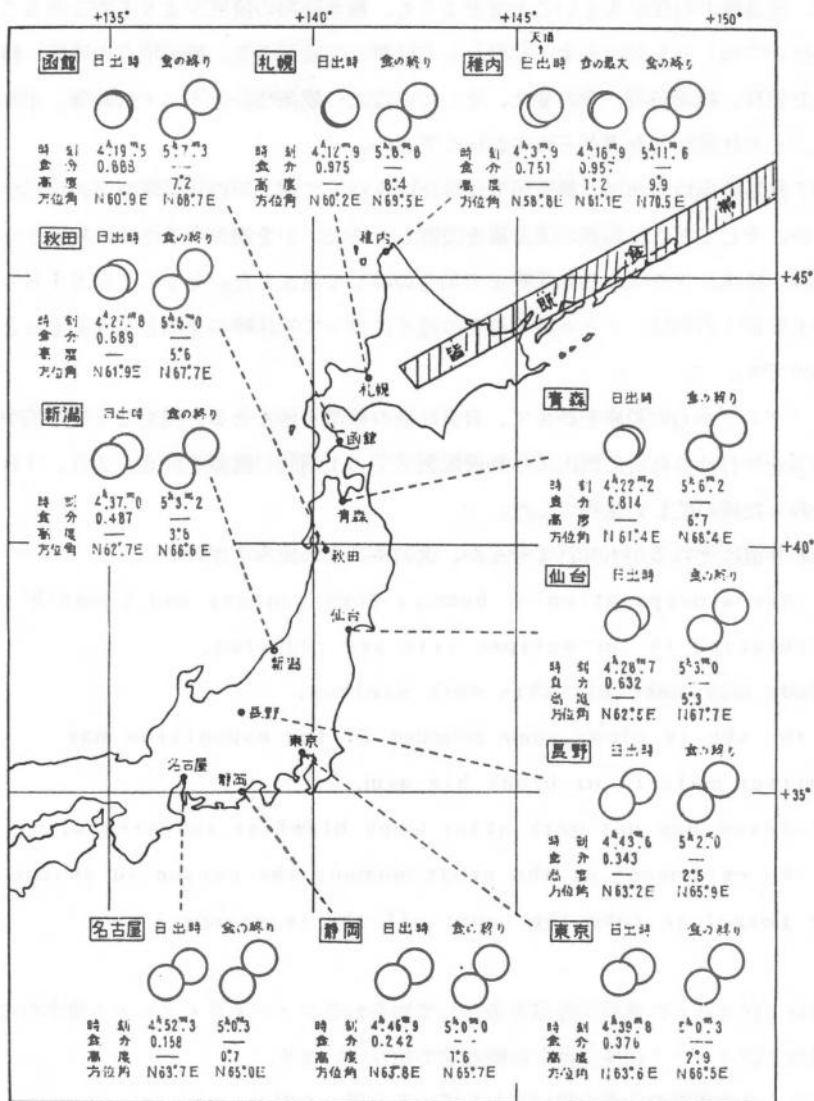 +135° +140° +145° +150°
天頂
函館 日出時 食の終り
時刻 4ʰ19ᵐ.5 5ʰ7ᵐ.3
食分 0.888 —
高度 — 7°.2
方位角 N60°.9E N68°.7E
札幌 日出時 食の終り
4ʰ12ᵐ.9 5ʰ8ᵐ.8
0.975 —
— 8°.4
N60°.2E N69°.5E
稚内 日出時 食の最大 食の終り
時刻 4ʰ3ᵐ.9 4ʰ16ᵐ.9 5ʰ11ᵐ.6
食分 0.751 0.957 —
高度 — 1°.2 9°.9
方位角 N58°.8E N61°.1E N70°.5E
秋田 日出時 食の終り
時刻 4ʰ27ᵐ.8 5ʰ5ᵐ.0
食分 0.689 —
高度 — 5°.6
方位角 N61°.9E N67°.7E
新潟 日出時 食の終り
時刻 4ʰ37ᵐ.0 5ʰ3ᵐ.2
食分 0.487 —
高度 — 3°.6
方位角 N62°.7E N66°.6E
皆既食帯
稚内
+45°
札幌
函館
青森
秋田
+40°
仙台
新潟
長野
東京
名古屋
静岡
+35°
青森 日出時 食の終り
時刻 4ʰ22ᵐ.2 5ʰ6ᵐ.2
食分 0.814 —
高度 — 6°.7
方位角 N61°.4E N68°.4E
仙台 日出時 食の終り
時刻 4ʰ28ᵐ.7 5ʰ3ᵐ.0
食分 0.632 —
高度 — 5°.3
方位角 N62°.5E N67°.7E
長野 日出時 食の終り
時刻 4ʰ43ᵐ.6 5ʰ2ᵐ.0
食分 0.343 —
高度 — 2°.5
方位角 N63°.2E N65°.9E
名古屋 日出時 食の終り
時刻 4ʰ52ᵐ.3 5ʰ0ᵐ.3
食分 0.158 —
高度 — 0°.7
方位角 N63°.7E N65°.0E
静岡 日出時 食の終り
時刻 4ʰ46ᵐ.9 5ʰ0ᵐ.0
食分 0.242 —
高度 — 1°.6
方位角 N63°.8E N65°.7E
東京 日出時 食の終り
時刻 4ʰ39ᵐ.8 5ʰ0ᵐ.3
食分 0.376 —
高度 — 2°.9
方位角 N63°.6E N66°.5E